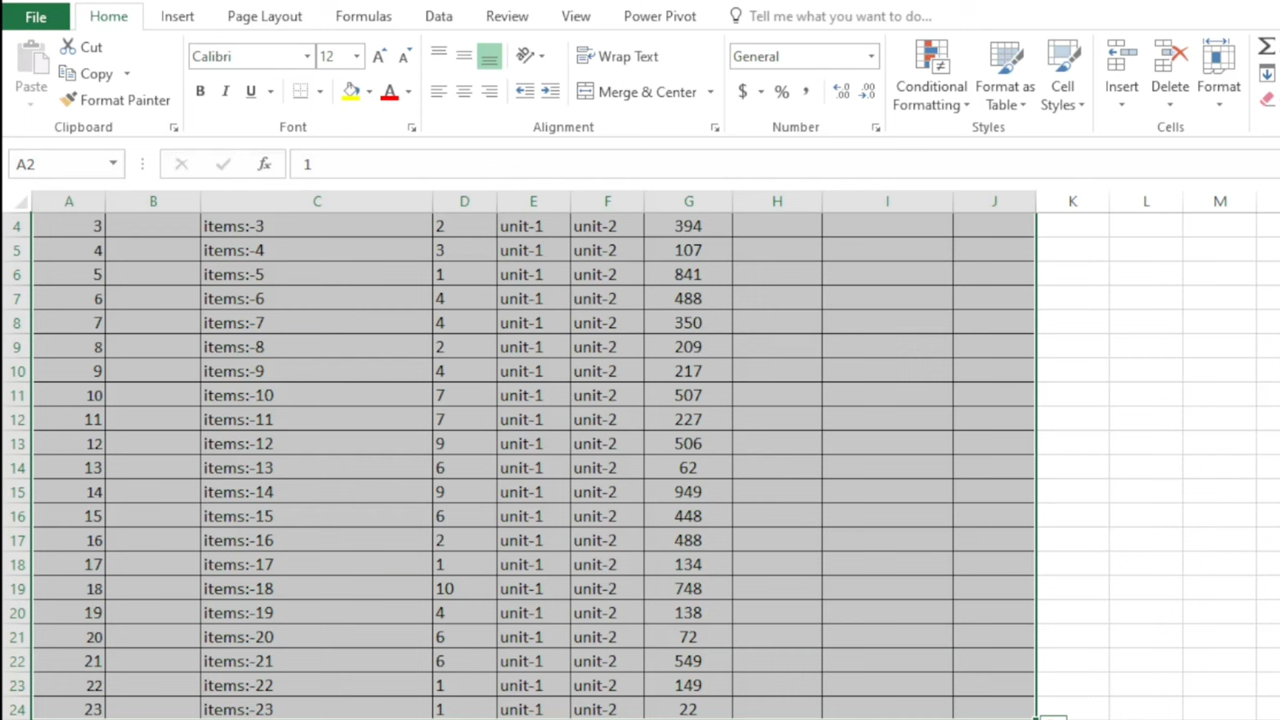 File Home Insert Page Layout Formulas Data Review View Power Pivot Tell me what you want to do...
Paste Cut Copy Format Painter Clipboard
Calibri 12 A A B I U A Font
Wrap Text Merge & Center Alignment
General $ % , .0 .00 .00 .0 Number
Conditional Formatting Format as Table Cell Styles Styles
Insert Delete Format Cells Σ
A2 fx 1
A B C D E F G H I J K L M
4 3 items:-3 2 unit-1 unit-2 394
5 4 items:-4 3 unit-1 unit-2 107
6 5 items:-5 1 unit-1 unit-2 841
7 6 items:-6 4 unit-1 unit-2 488
8 7 items:-7 4 unit-1 unit-2 350
9 8 items:-8 2 unit-1 unit-2 209
10 9 items:-9 4 unit-1 unit-2 217
11 10 items:-10 7 unit-1 unit-2 507
12 11 items:-11 7 unit-1 unit-2 227
13 12 items:-12 9 unit-1 unit-2 506
14 13 items:-13 6 unit-1 unit-2 62
15 14 items:-14 9 unit-1 unit-2 949
16 15 items:-15 6 unit-1 unit-2 448
17 16 items:-16 2 unit-1 unit-2 488
18 17 items:-17 1 unit-1 unit-2 134
19 18 items:-18 10 unit-1 unit-2 748
20 19 items:-19 4 unit-1 unit-2 138
21 20 items:-20 6 unit-1 unit-2 72
22 21 items:-21 6 unit-1 unit-2 549
23 22 items:-22 1 unit-1 unit-2 149
24 23 items:-23 1 unit-1 unit-2 22